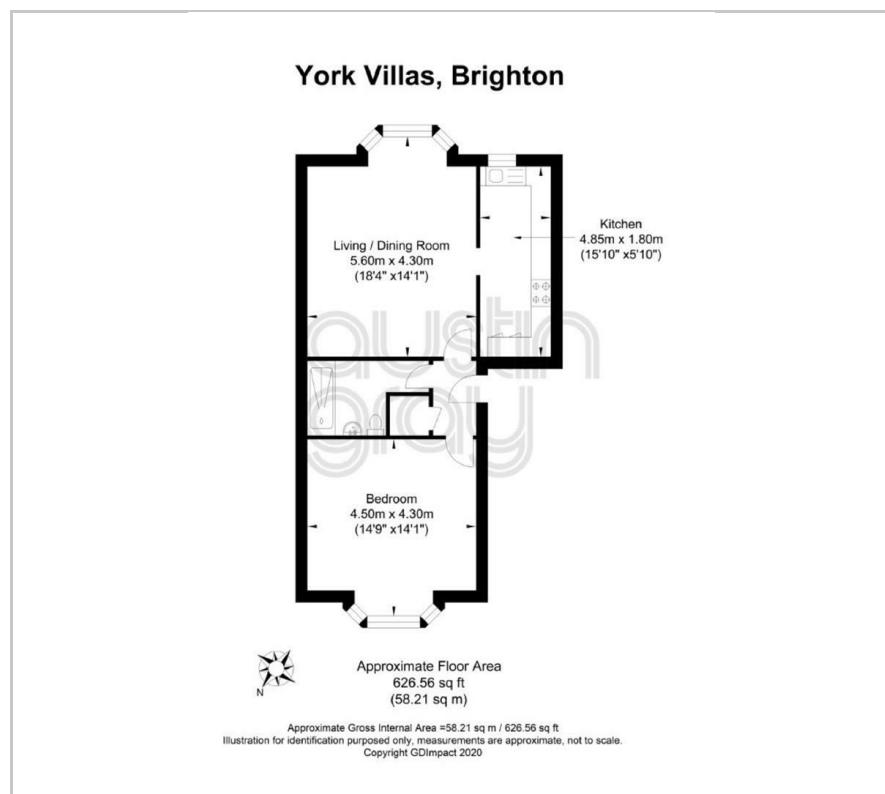 York Villas, Brighton
Living / Dining Room
5.60m x 4.30m
(18'4" x14'1")
Kitchen
4.85m x 1.80m
(15'10" x5'10")
austin
gray
Bedroom
4.50m x 4.30m
(14'9" x14'1")
N
Approximate Floor Area
626.56 sq ft
(58.21 sq m)
Approximate Gross Internal Area =58.21 sq m / 626.56 sq ft
Illustration for identification purposed only, measurements are approximate, not to scale.
Copyright GDImpact 2020